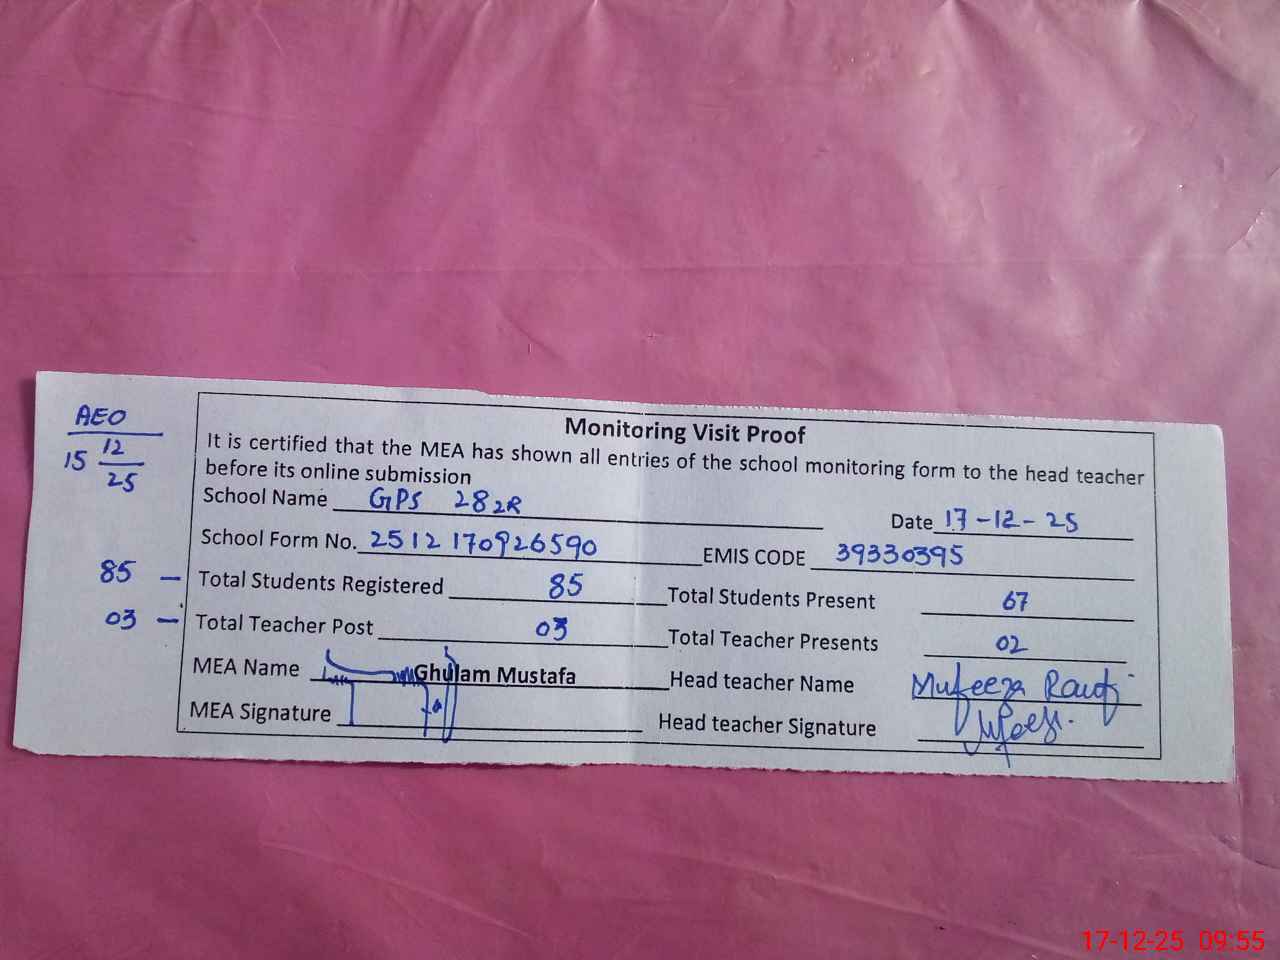 AEO
15 12/25
85 –
03 –
Monitoring Visit Proof
It is certified that the MEA has shown all entries of the school monitoring form to the head teacher
before its online submission
School Name GPS 28 2R
Date 17-12-25
School Form No. 2512170926590 EMIS CODE 39330395
Total Students Registered 85 Total Students Present 67
Total Teacher Post 03 Total Teacher Presents 02
MEA Name Ghulam Mustafa Head teacher Name Mufeeza
MEA Signature Head teacher Signature
17-12-25 09:55